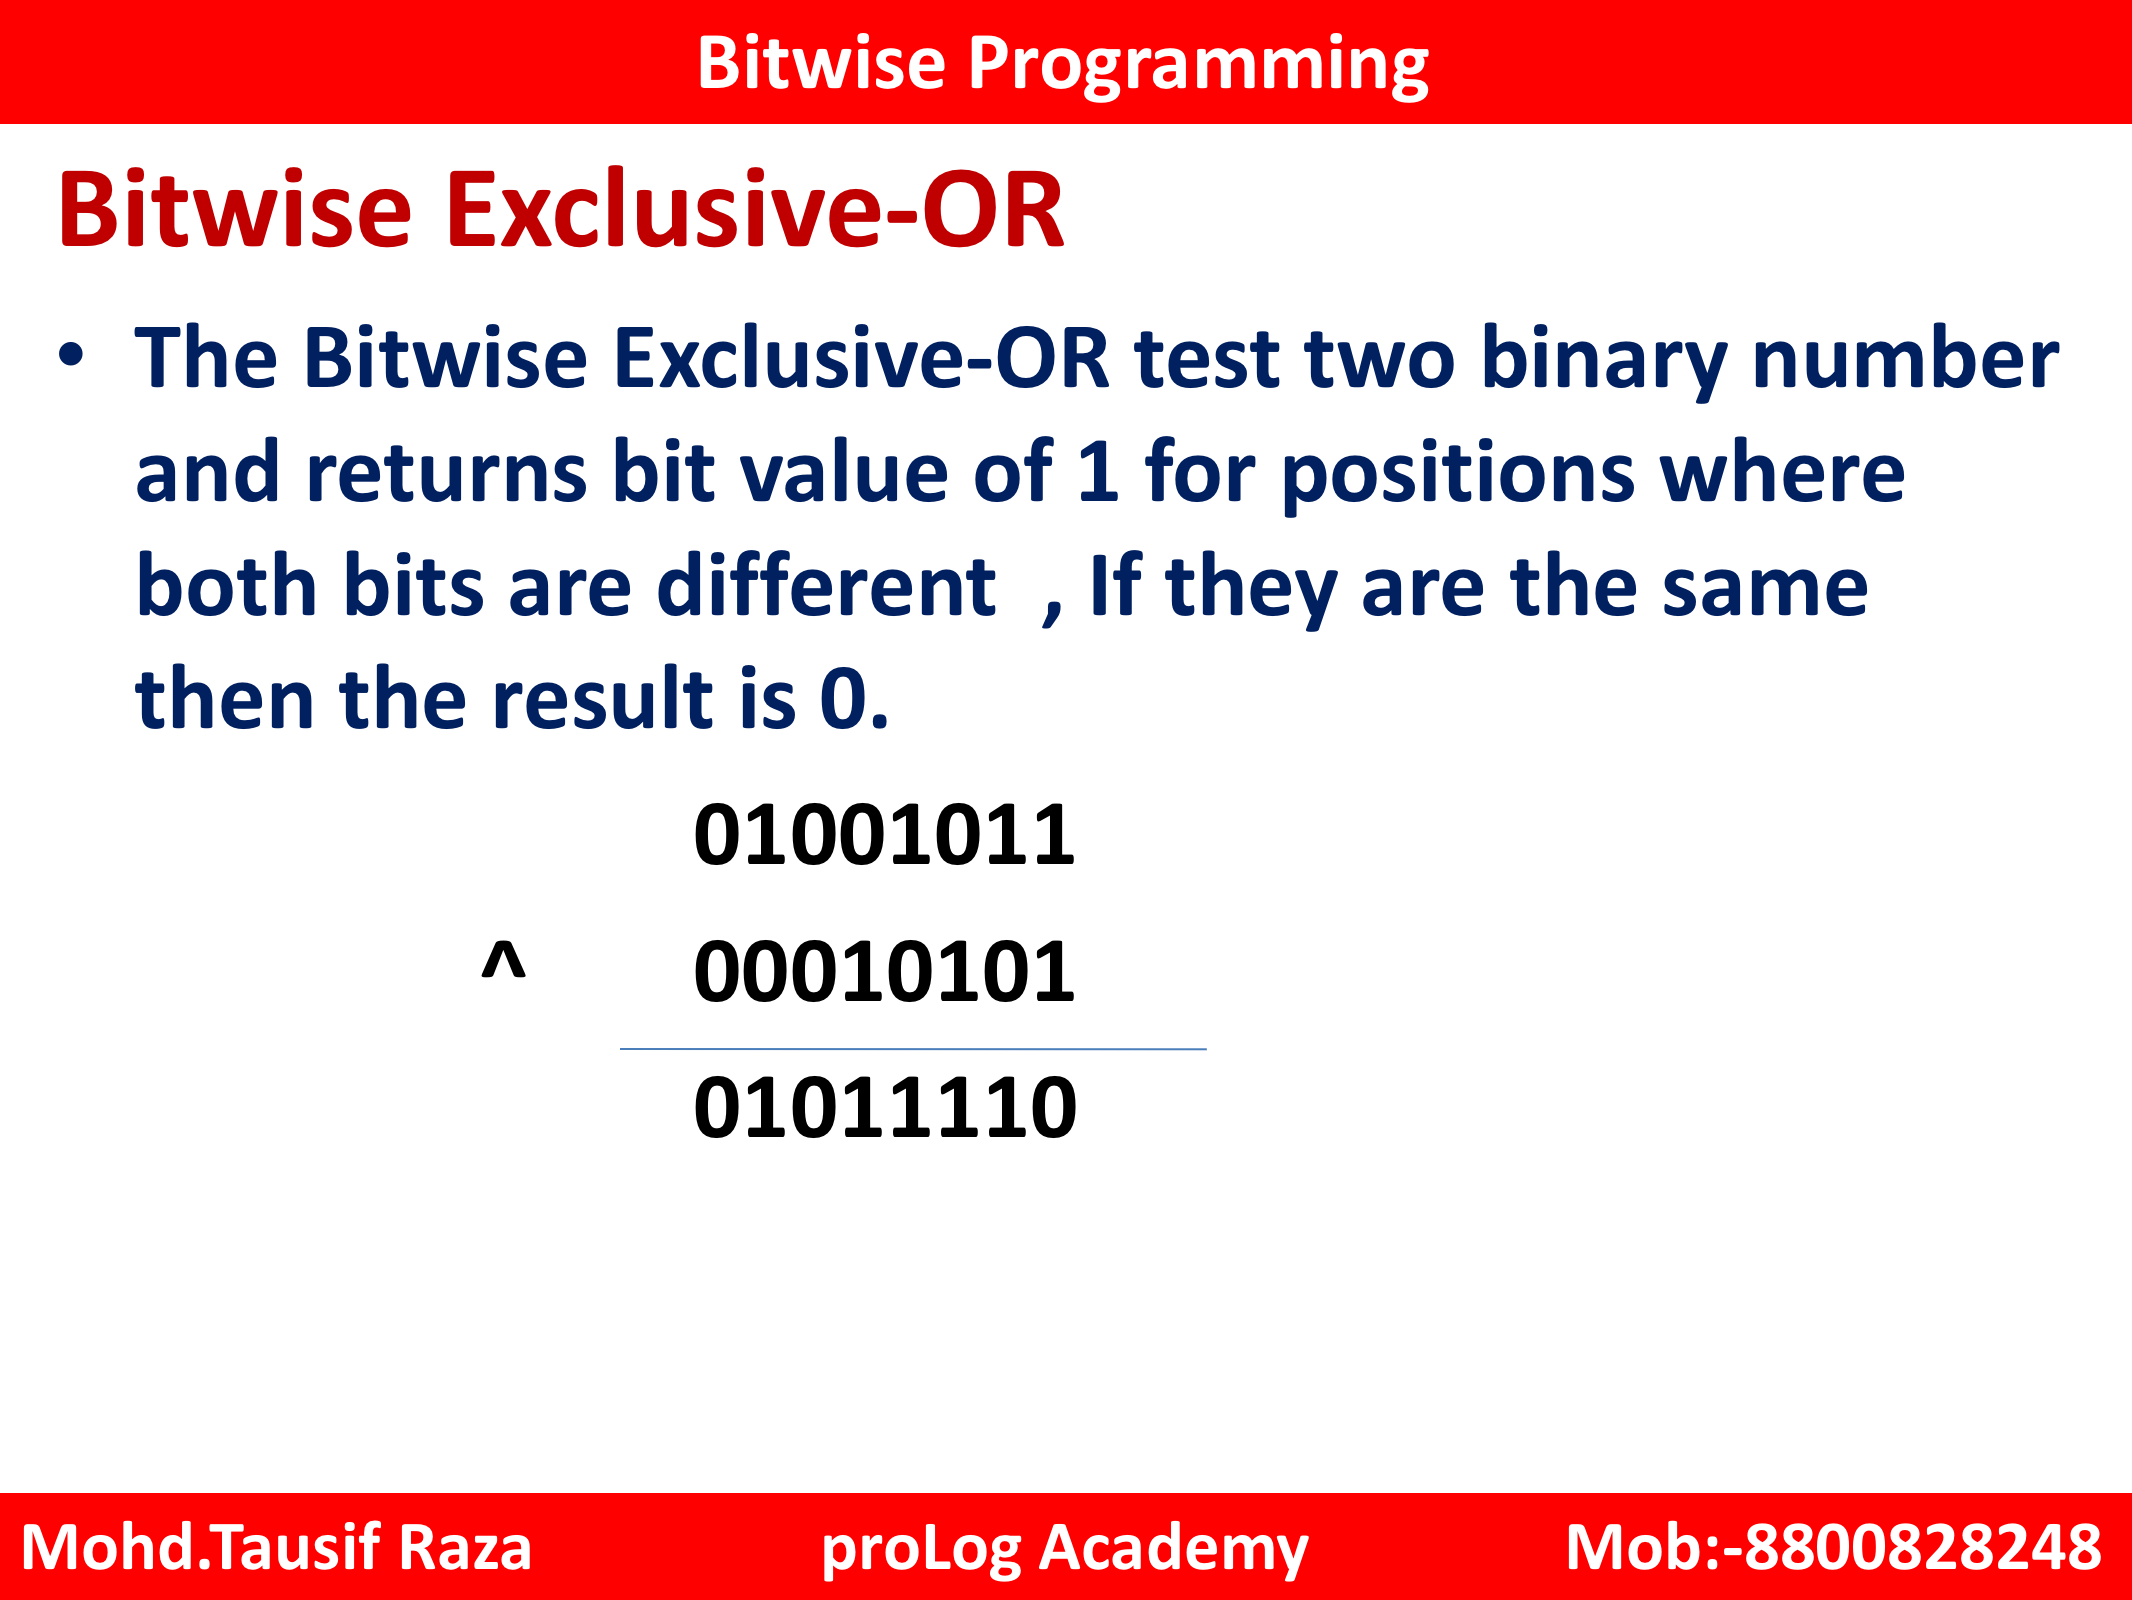 Bitwise Programming
Bitwise Exclusive-OR
• The Bitwise Exclusive-OR test two binary number
and returns bit value of 1 for positions where
both bits are different , If they are the same
then the result is 0.
01001011
^ 00010101
01011110
Mohd.Tausif Raza proLog Academy Mob:-8800828248